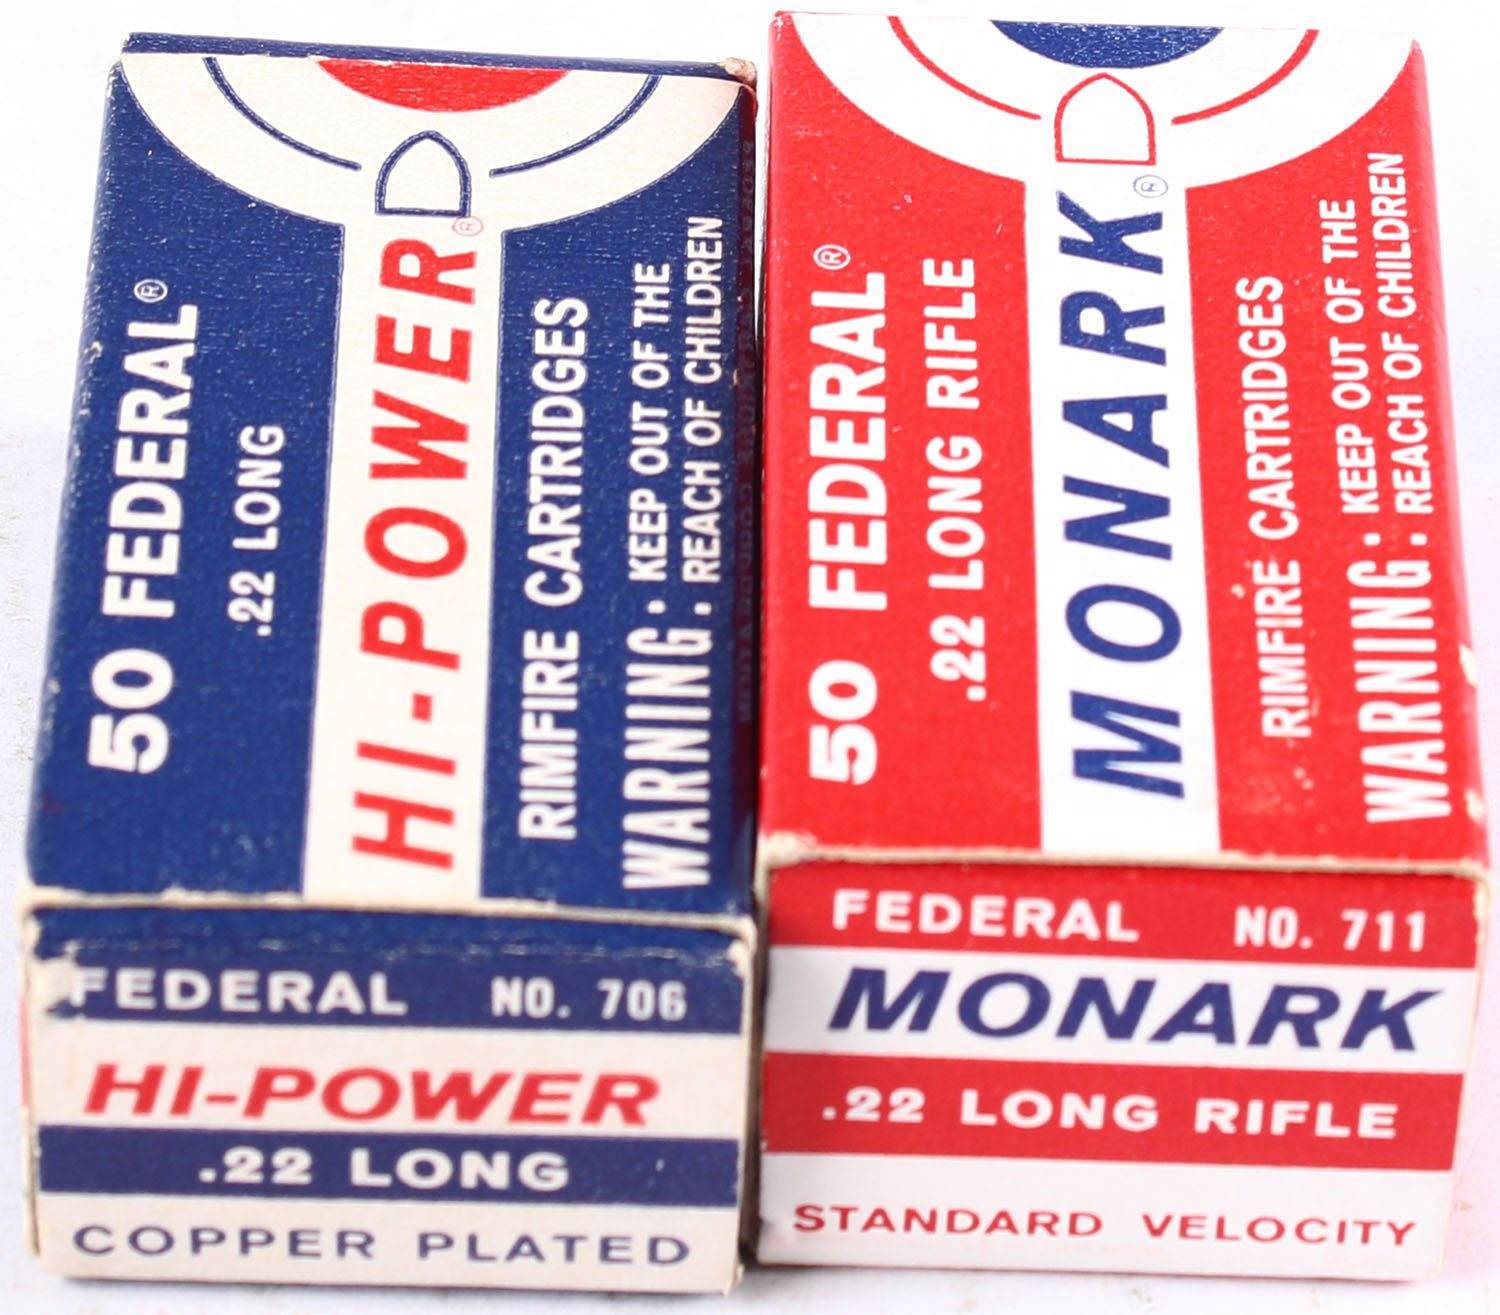 50 FEDERAL®
.22 LONG
HI-POWER®
RIMFIRE CARTRIDGES
WARNING: KEEP OUT OF THE
REACH OF CHILDREN
FEDERAL NO. 706
HI-POWER
.22 LONG
COPPER PLATED
50 FEDERAL®
.22 LONG RIFLE
MONARK®
RIMFIRE CARTRIDGES
WARNING: KEEP OUT OF THE
REACH OF CHILDREN
FEDERAL NO. 711
MONARK
.22 LONG RIFLE
STANDARD VELOCITY